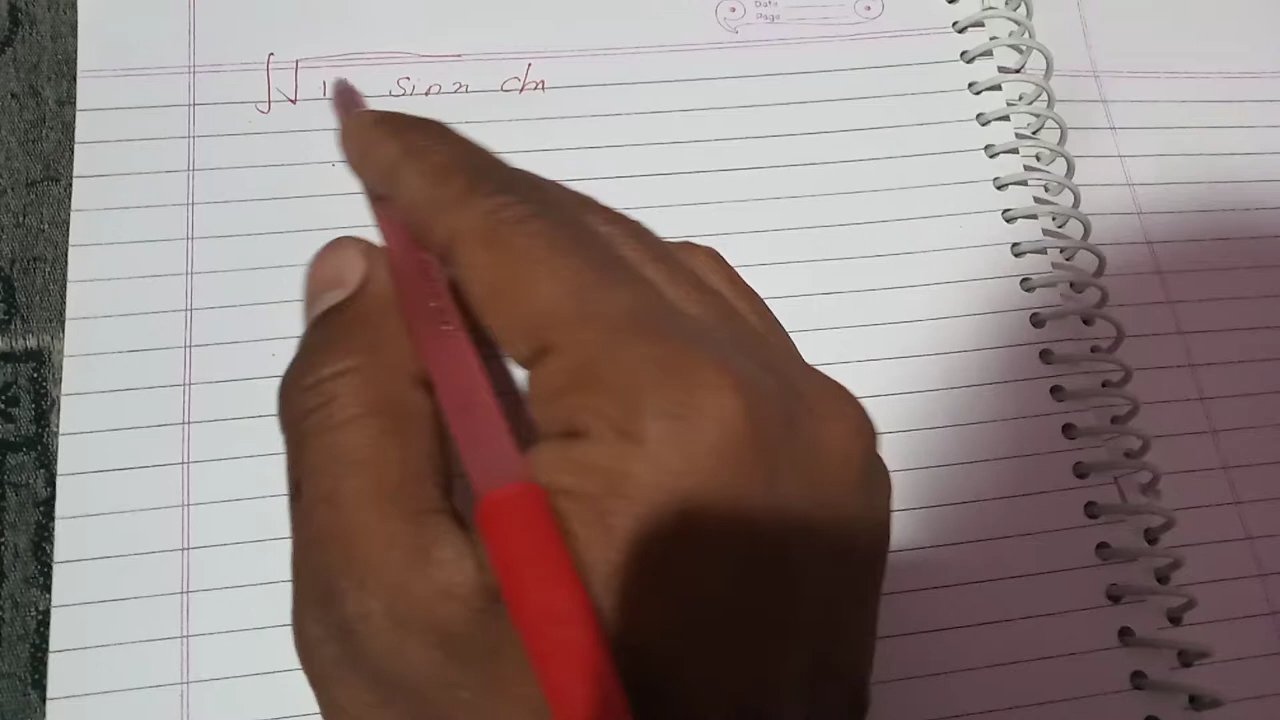 Date
Page
∫√1 sinx dx